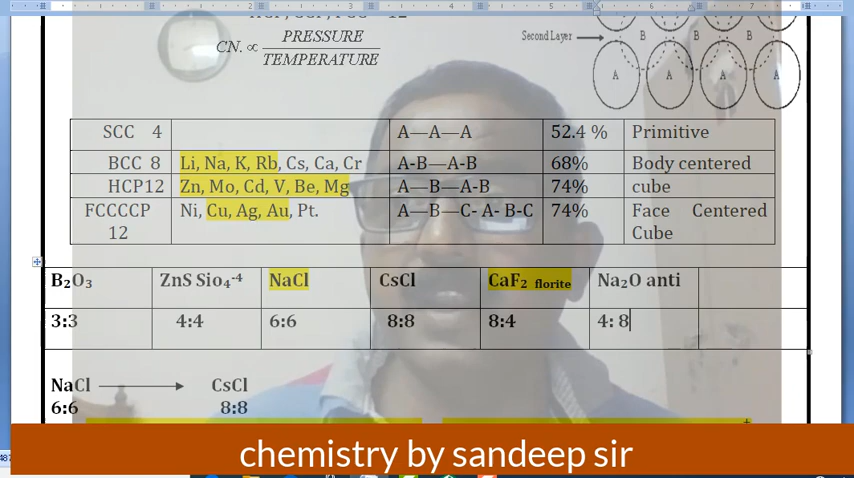 CN. ∝ PRESSURE
TEMPERATURE
Second Layer
B B B
A A A A
SCC 4 A—A—A 52.4 % Primitive
BCC 8 Li, Na, K, Rb, Cs, Ca, Cr A-B—A-B 68% Body centered
HCP12 Zn, Mo, Cd, V, Be, Mg A—B—A-B 74% cube
FCCCCP Ni, Cu, Ag, Au, Pt. A—B—C- A- B-C 74% Face Centered
12 Cube
B₂O₃ ZnS Sio₄⁻⁴ NaCl CsCl CaF₂ florite Na₂O anti
3:3 4:4 6:6 8:8 8:4 4: 8
NaCl CsCl
6:6 8:8
chemistry by sandeep sir